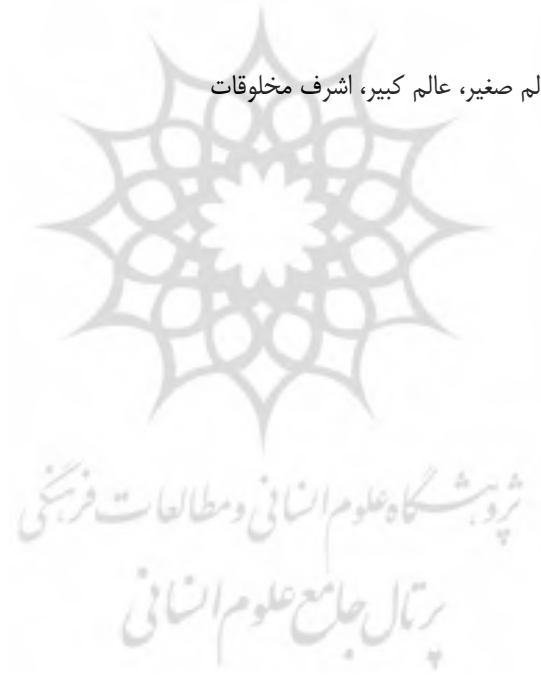 لم صغیر، عالم کبیر، اشرف مخلوقات
پژوهشگاه علوم انسانی و مطالعات فرهنگی
پرتال جامع علوم انسانی